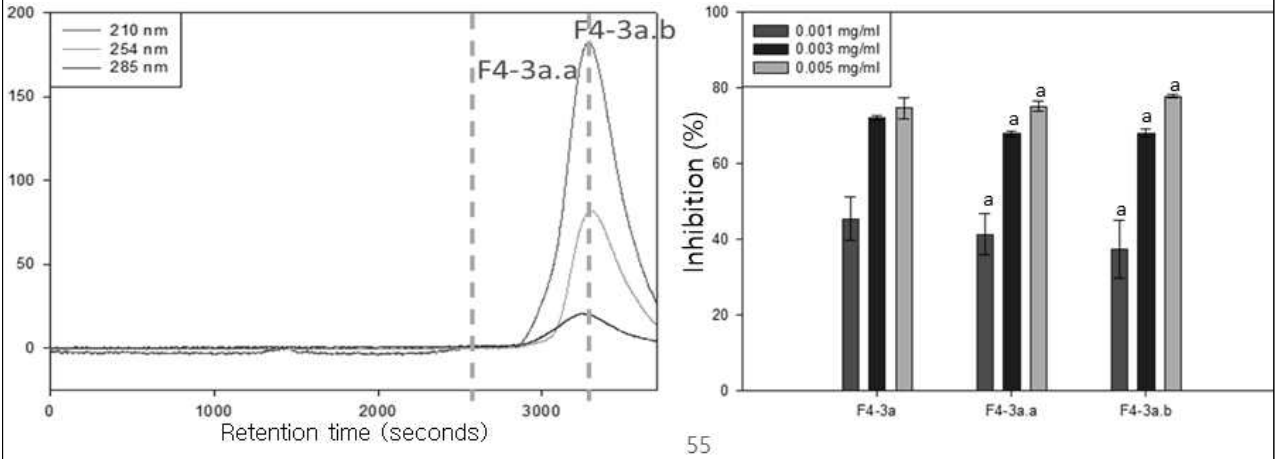 200
150
100
50
0
210 nm
254 nm
285 nm
F4-3a.a
F4-3a.b
0
1000
2000
3000
Retention time (seconds)
100
80
60
40
20
0
Inhibition (%)
0.001 mg/ml
0.003 mg/ml
0.005 mg/ml
a
a
a
a
a
a
F4-3a
F4-3a.a
F4-3a.b
55